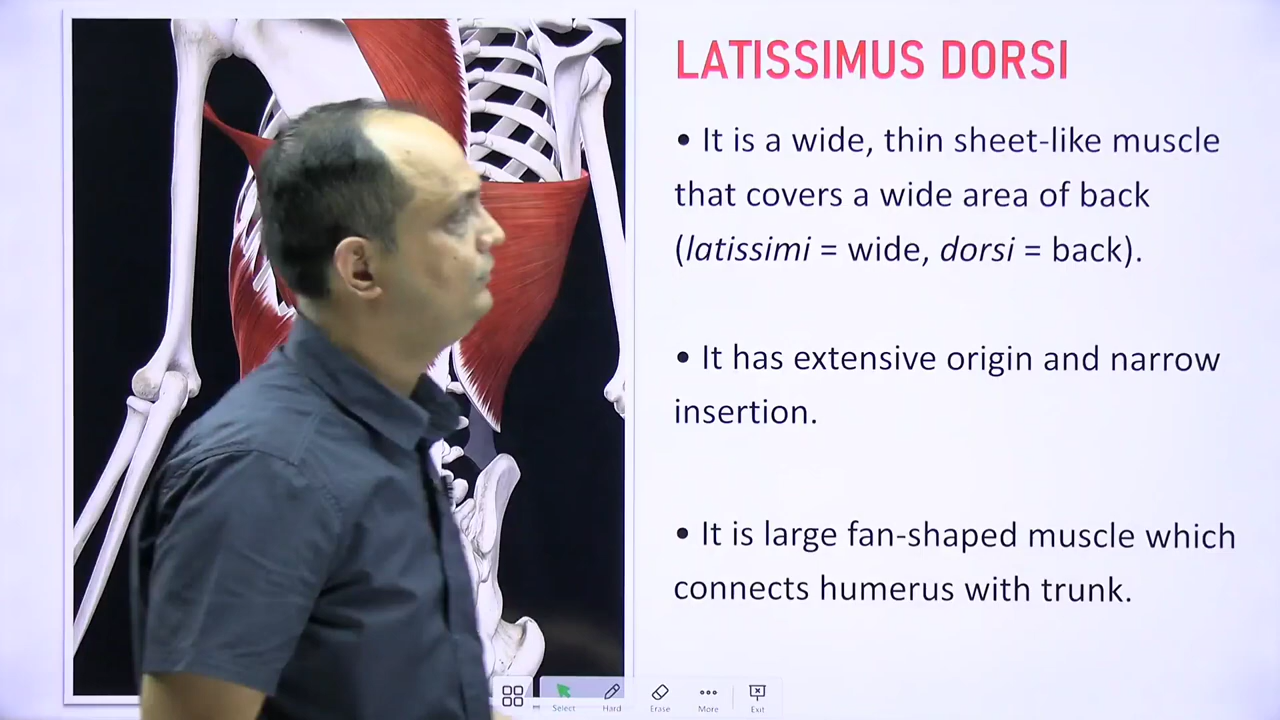 LATISSIMUS DORSI
• It is a wide, thin sheet-like muscle
that covers a wide area of back
(latissimi = wide, dorsi = back).
• It has extensive origin and narrow
insertion.
• It is large fan-shaped muscle which
connects humerus with trunk.
Select Hard Erase More Exit